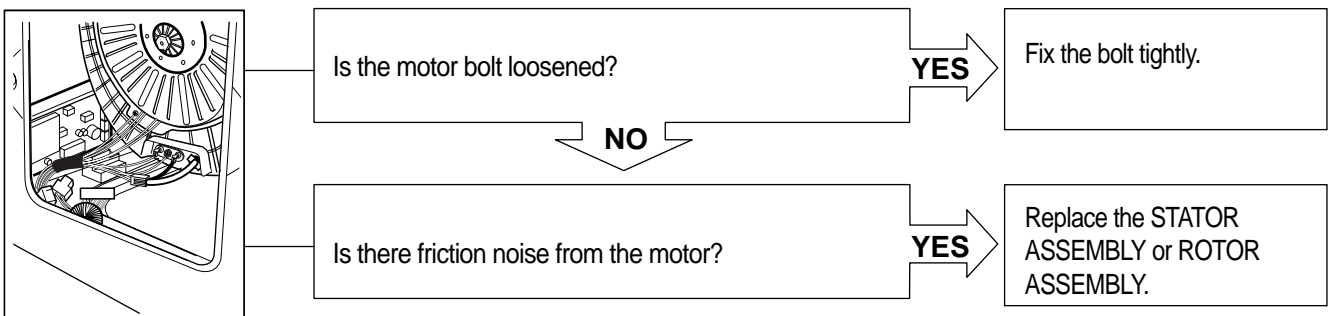 Is the motor bolt loosened?
YES
Fix the bolt tightly.
NO
Is there friction noise from the motor?
YES
Replace the STATOR
ASSEMBLY or ROTOR
ASSEMBLY.